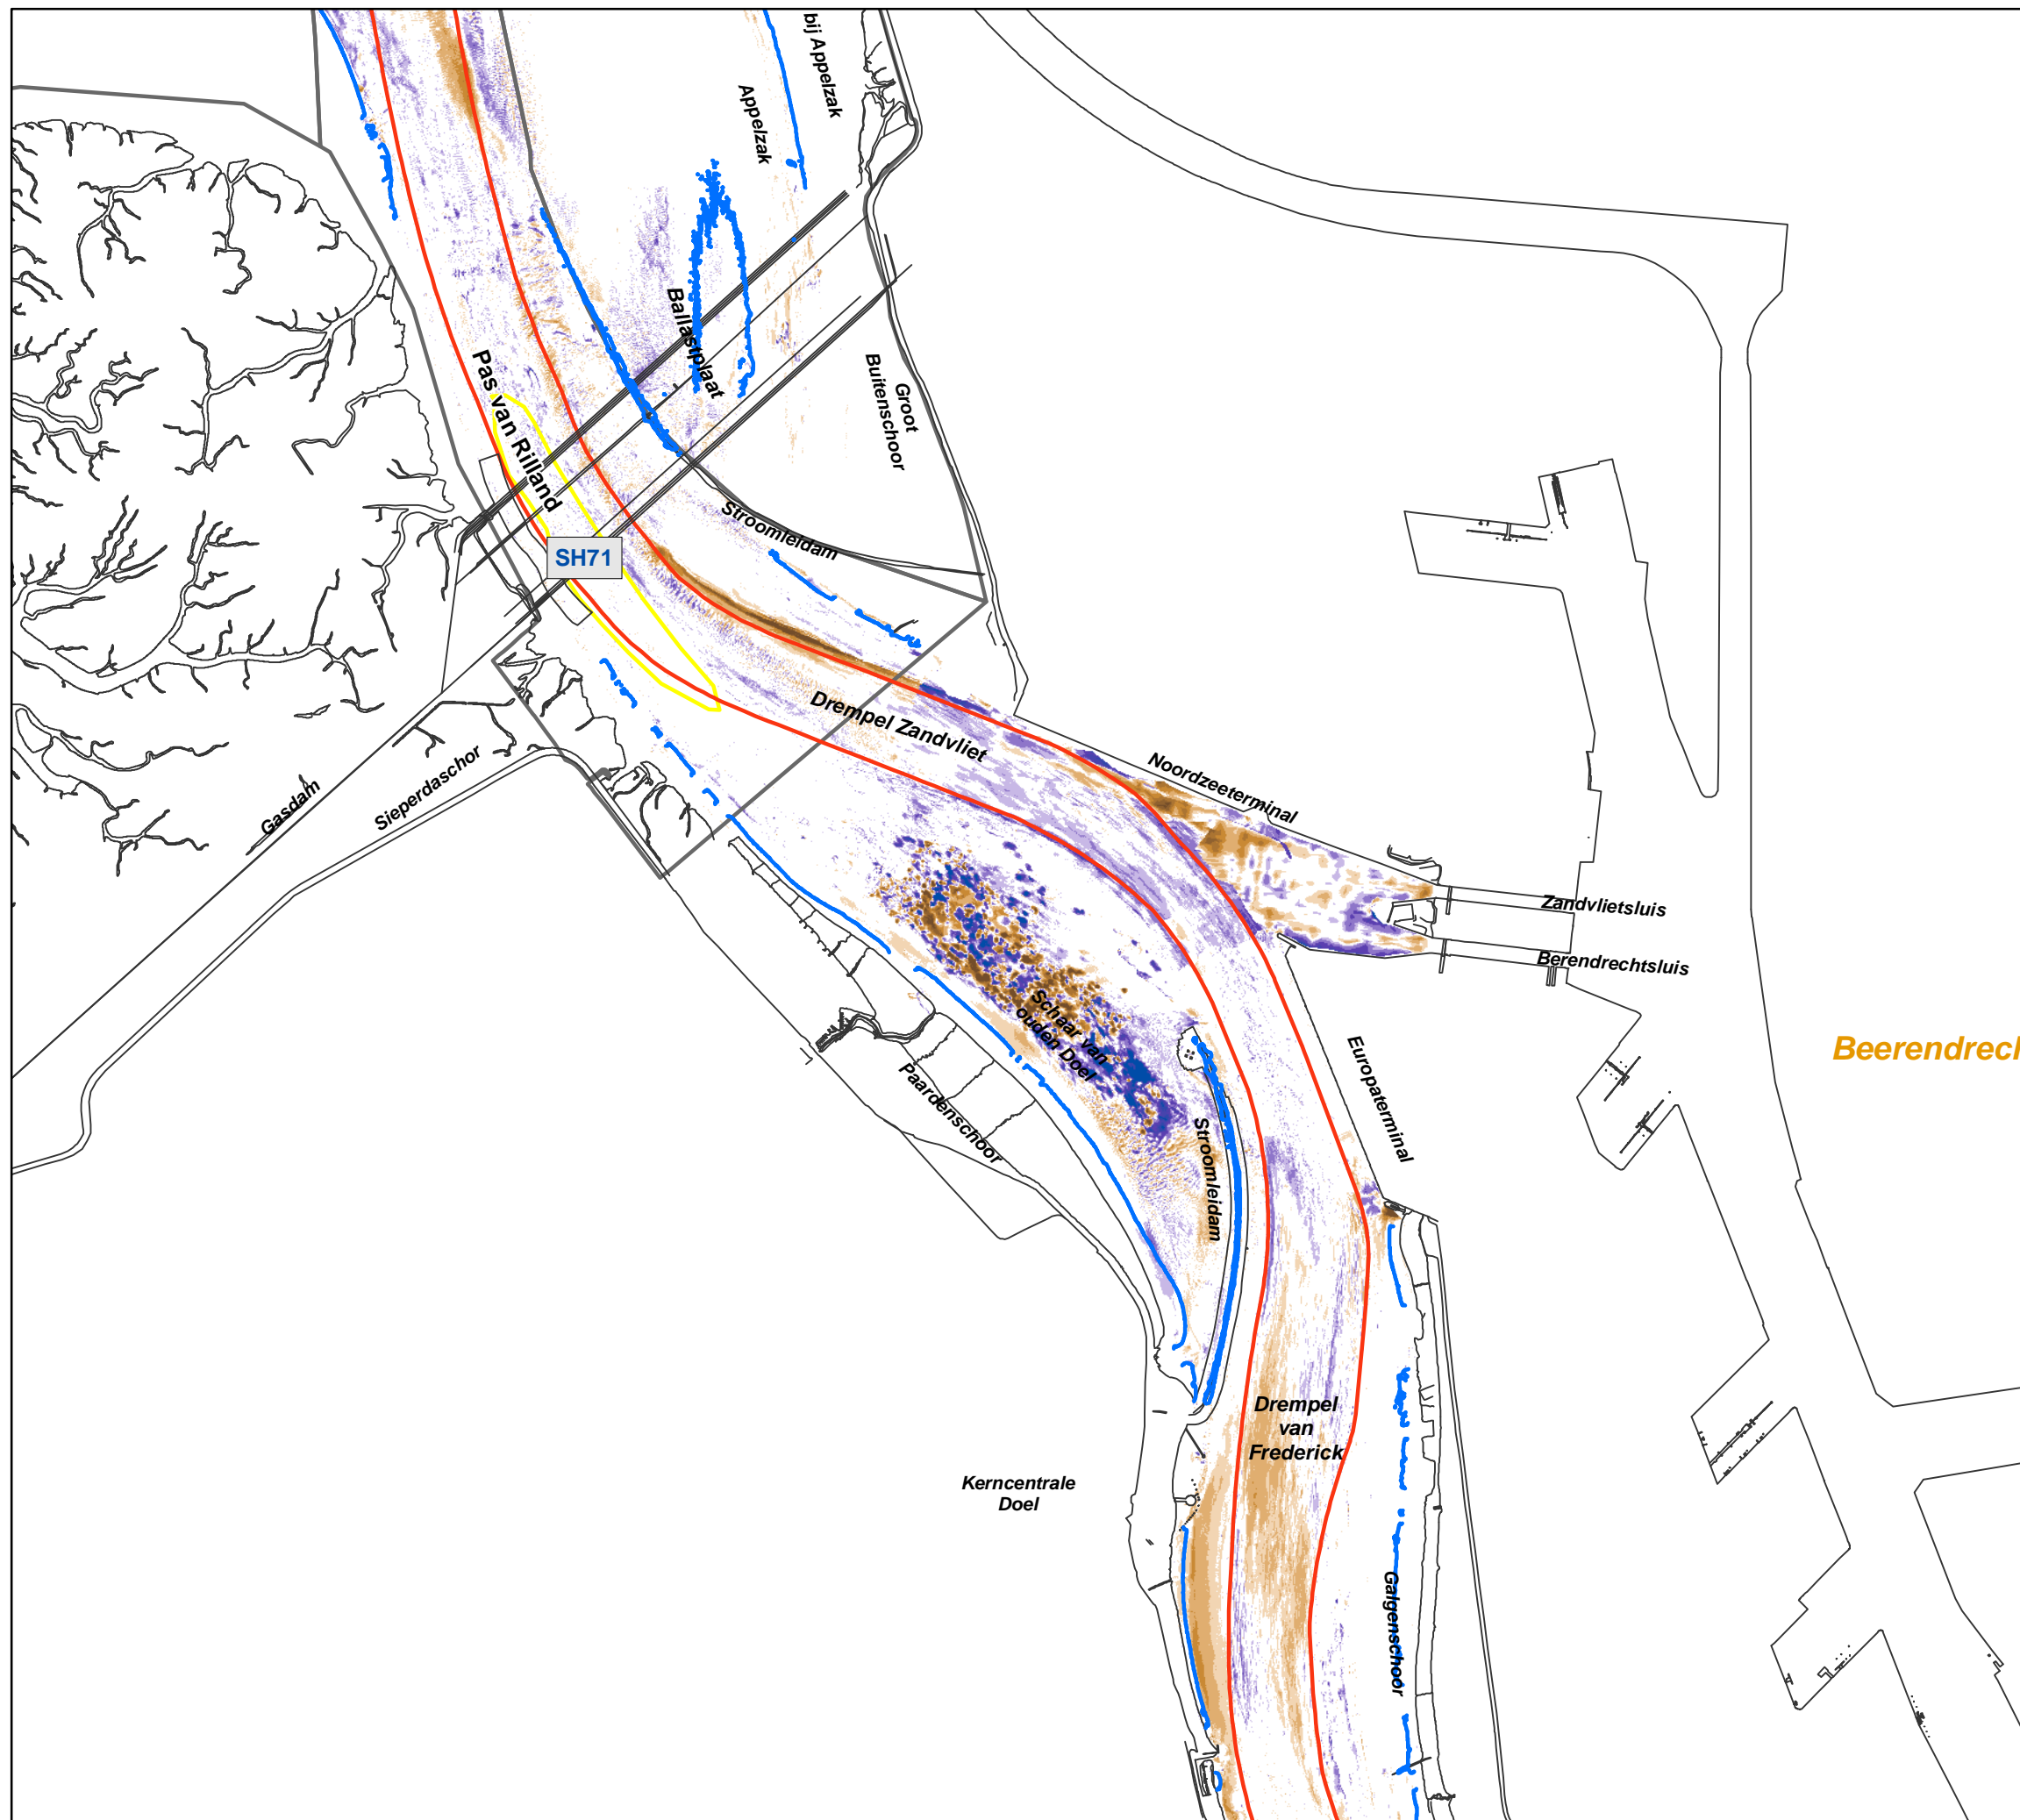 bij Appelzak
Appelzak
Ballastplaat
Groot
Buitenschoor
Pas van Rilland
Stroomleidam
SH71
Drempel Zandvliet
Noordzeeterminal
Gasdam
Sieperdaschor
Zandvlietsluis
Berendrechtsluis
Schaar van
ouden Doel
Europaterminal
Beerendrech
Paardenschoor
Stroomleidam
Drempel
van
Frederick
Kerncentrale
Doel
Galgenschoor